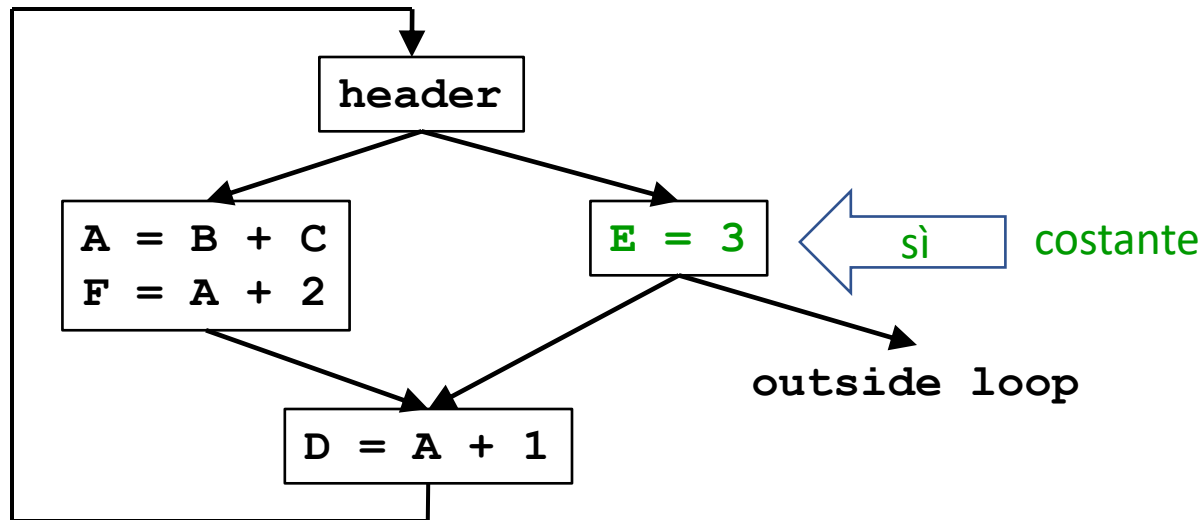 header
A = B + C
F = A + 2
E = 3
sì
costante
outside loop
D = A + 1